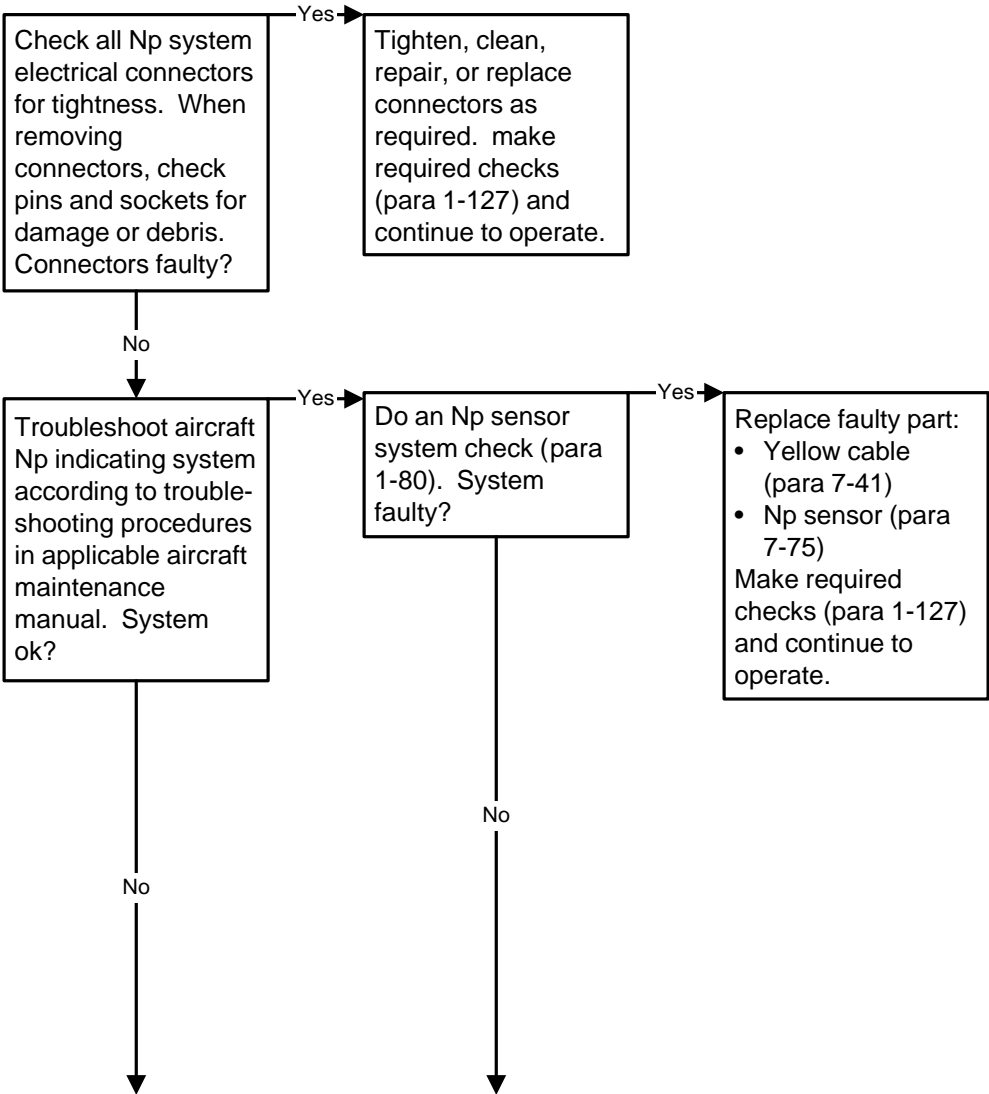 Check all Np system
electrical connectors
for tightness. When
removing
connectors, check
pins and sockets for
damage or debris.
Connectors faulty?
Yes
Tighten, clean,
repair, or replace
connectors as
required. make
required checks
(para 1-127) and
continue to operate.
No
Troubleshoot aircraft
Np indicating system
according to trouble-
shooting procedures
in applicable aircraft
maintenance
manual. System
ok?
Yes
Do an Np sensor
system check (para
1-80). System
faulty?
Yes
Replace faulty part:
• Yellow cable
(para 7-41)
• Np sensor (para
7-75)
Make required
checks (para 1-127)
and continue to
operate.
No
No